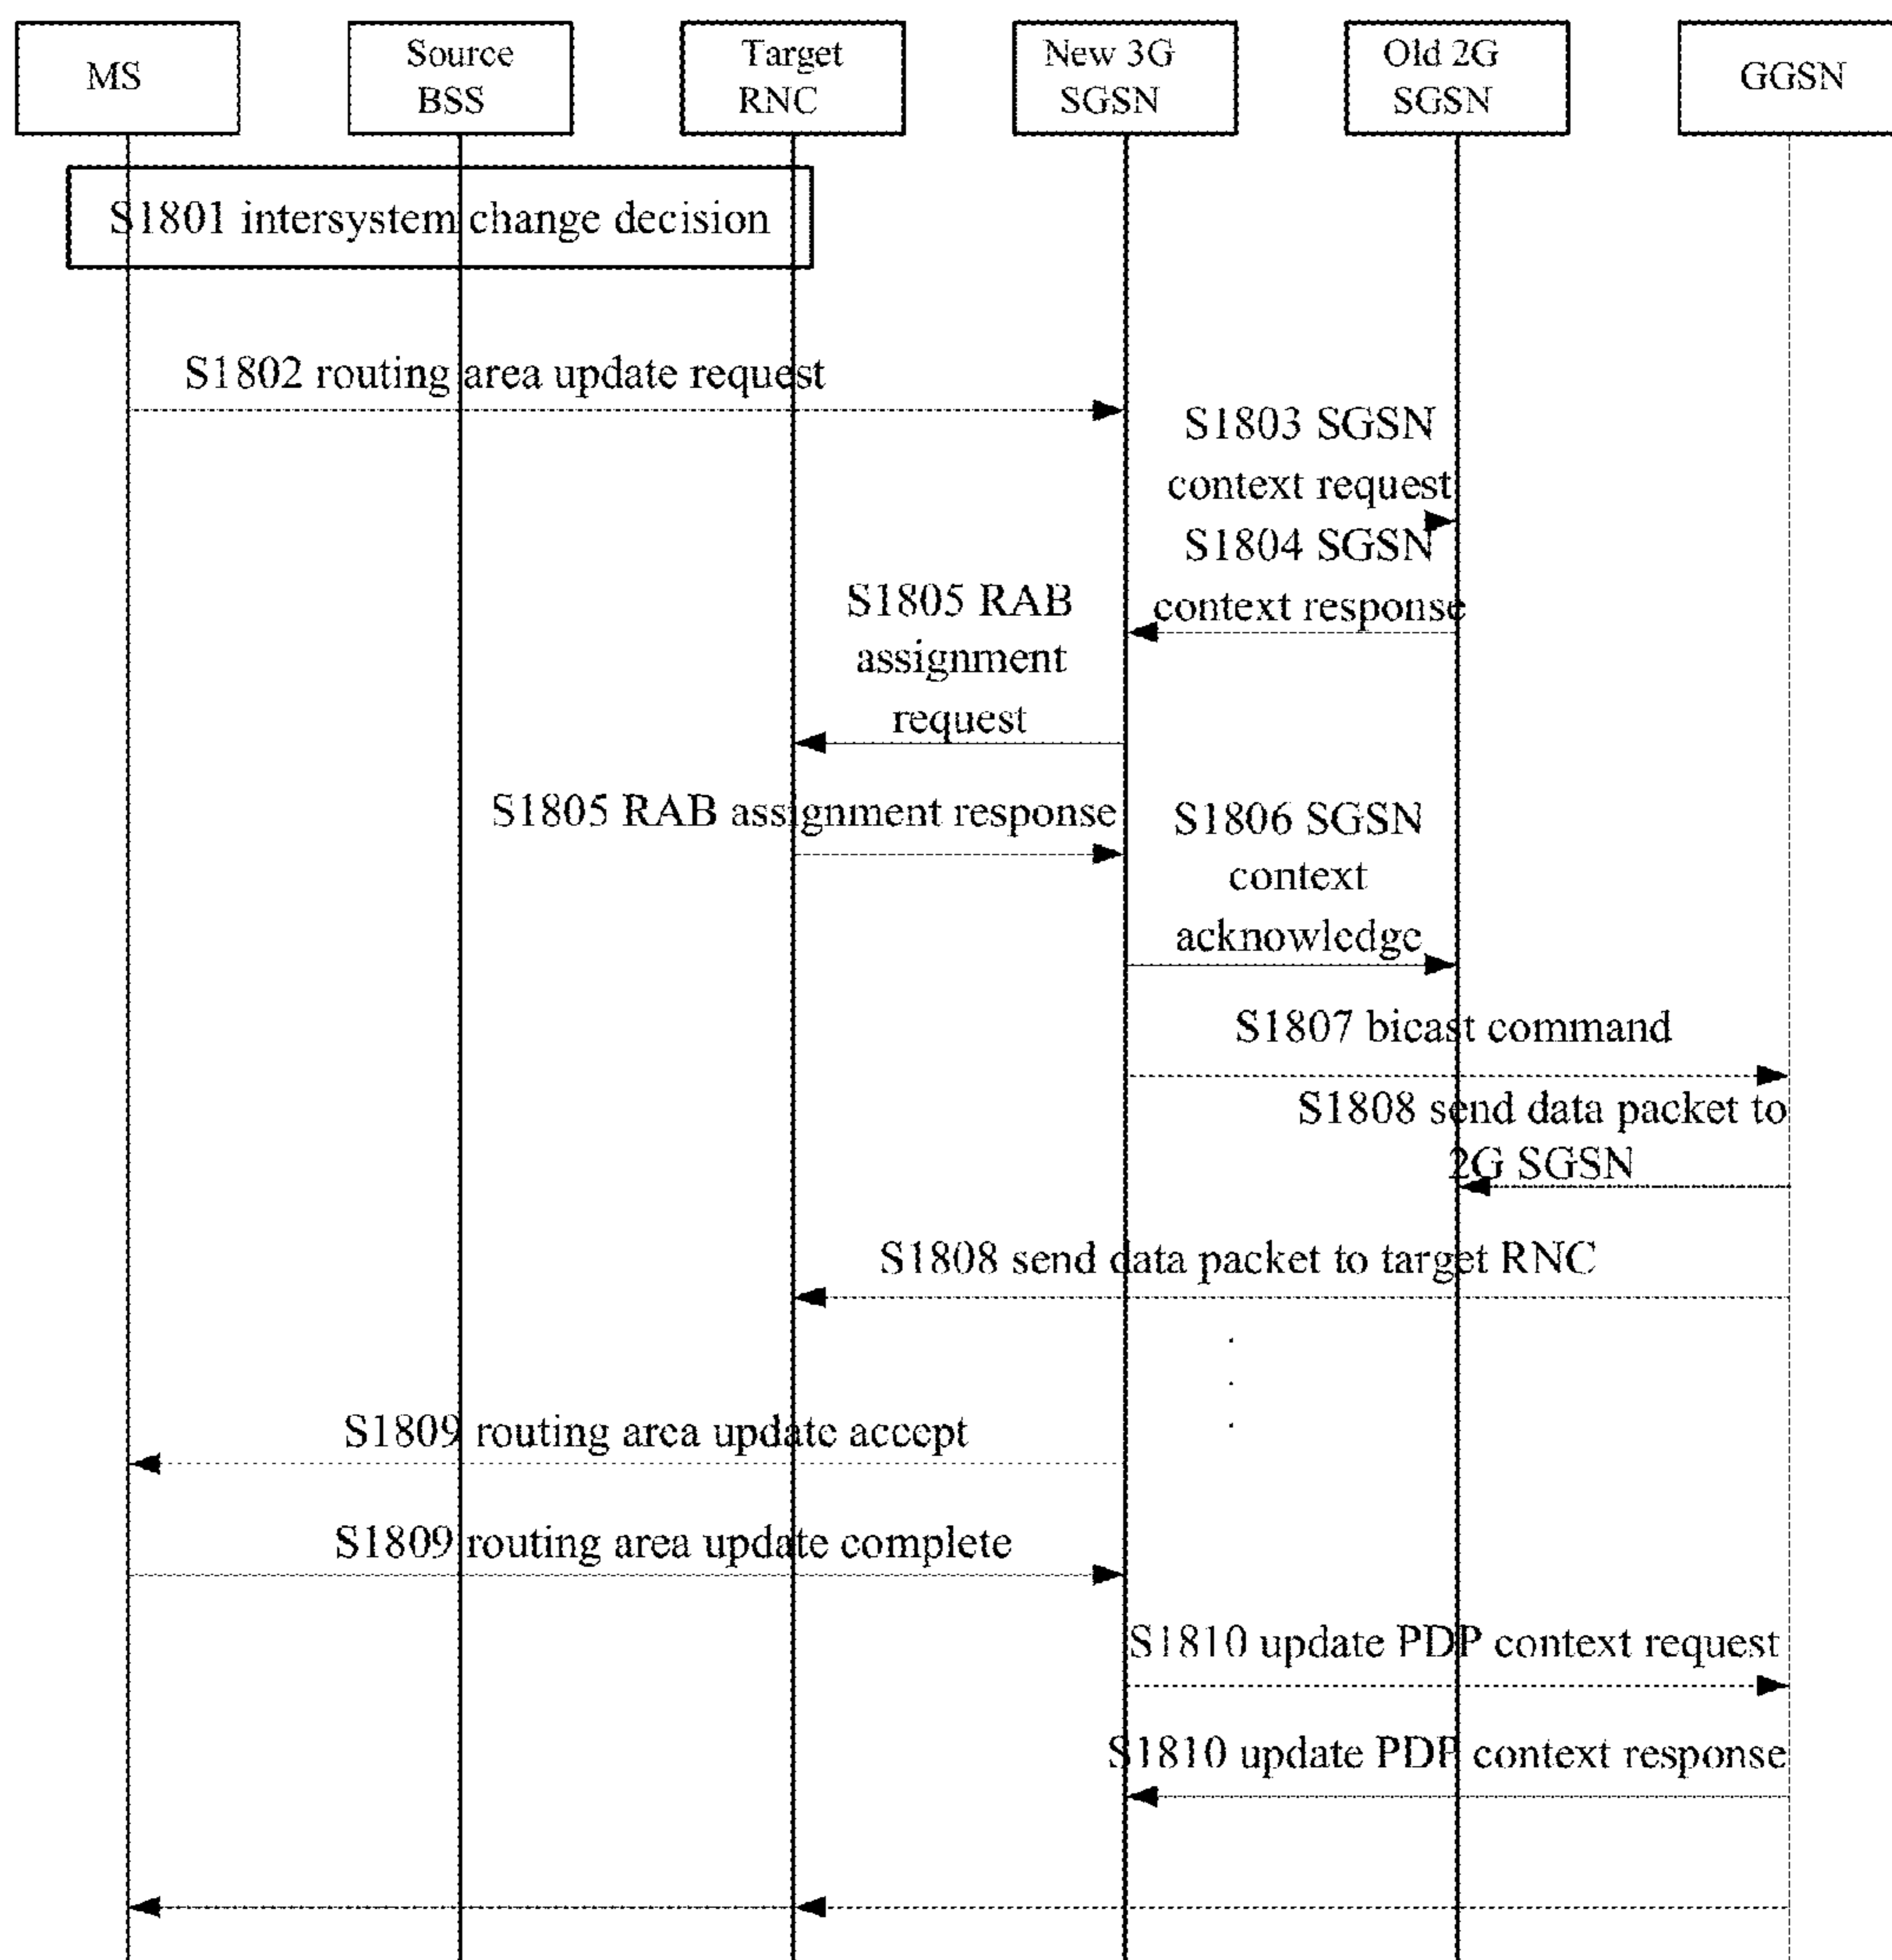 MS
Source
BSS
Target
RNC
New 3G
SGSN
Old 2G
SGSN
GGSN
S1801 intersystem change decision
S1802 routing area update request
S1803 SGSN
context request
S1804 SGSN
context response
S1805 RAB
assignment
request
S1805 RAB assignment response
S1806 SGSN
context
acknowledge
S1807 bicast command
S1808 send data packet to
2G SGSN
S1808 send data packet to target RNC
S1809 routing area update accept
S1809 routing area update complete
S1810 update PDP context request
S1810 update PDP context response